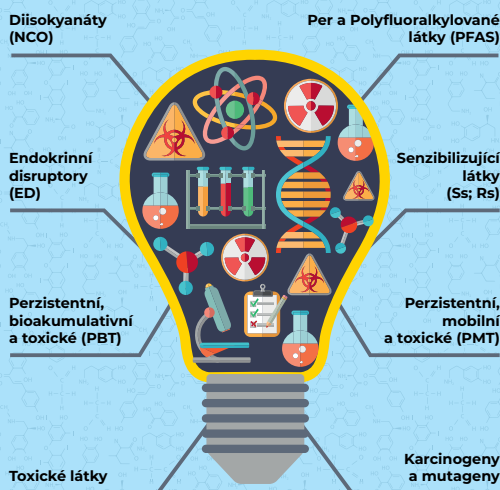 Diisokyanáty
(NCO)
Per a Polyfluoralkylované
látky (PFAS)
Endokrinní
disruptory
(ED)
Senzibilizující
látky
(Ss; Rs)
Perzistentní,
bioakumulativní
a toxické (PBT)
Perzistentní,
mobilní
a toxické (PMT)
Toxické látky
Karcinogeny
a mutageny